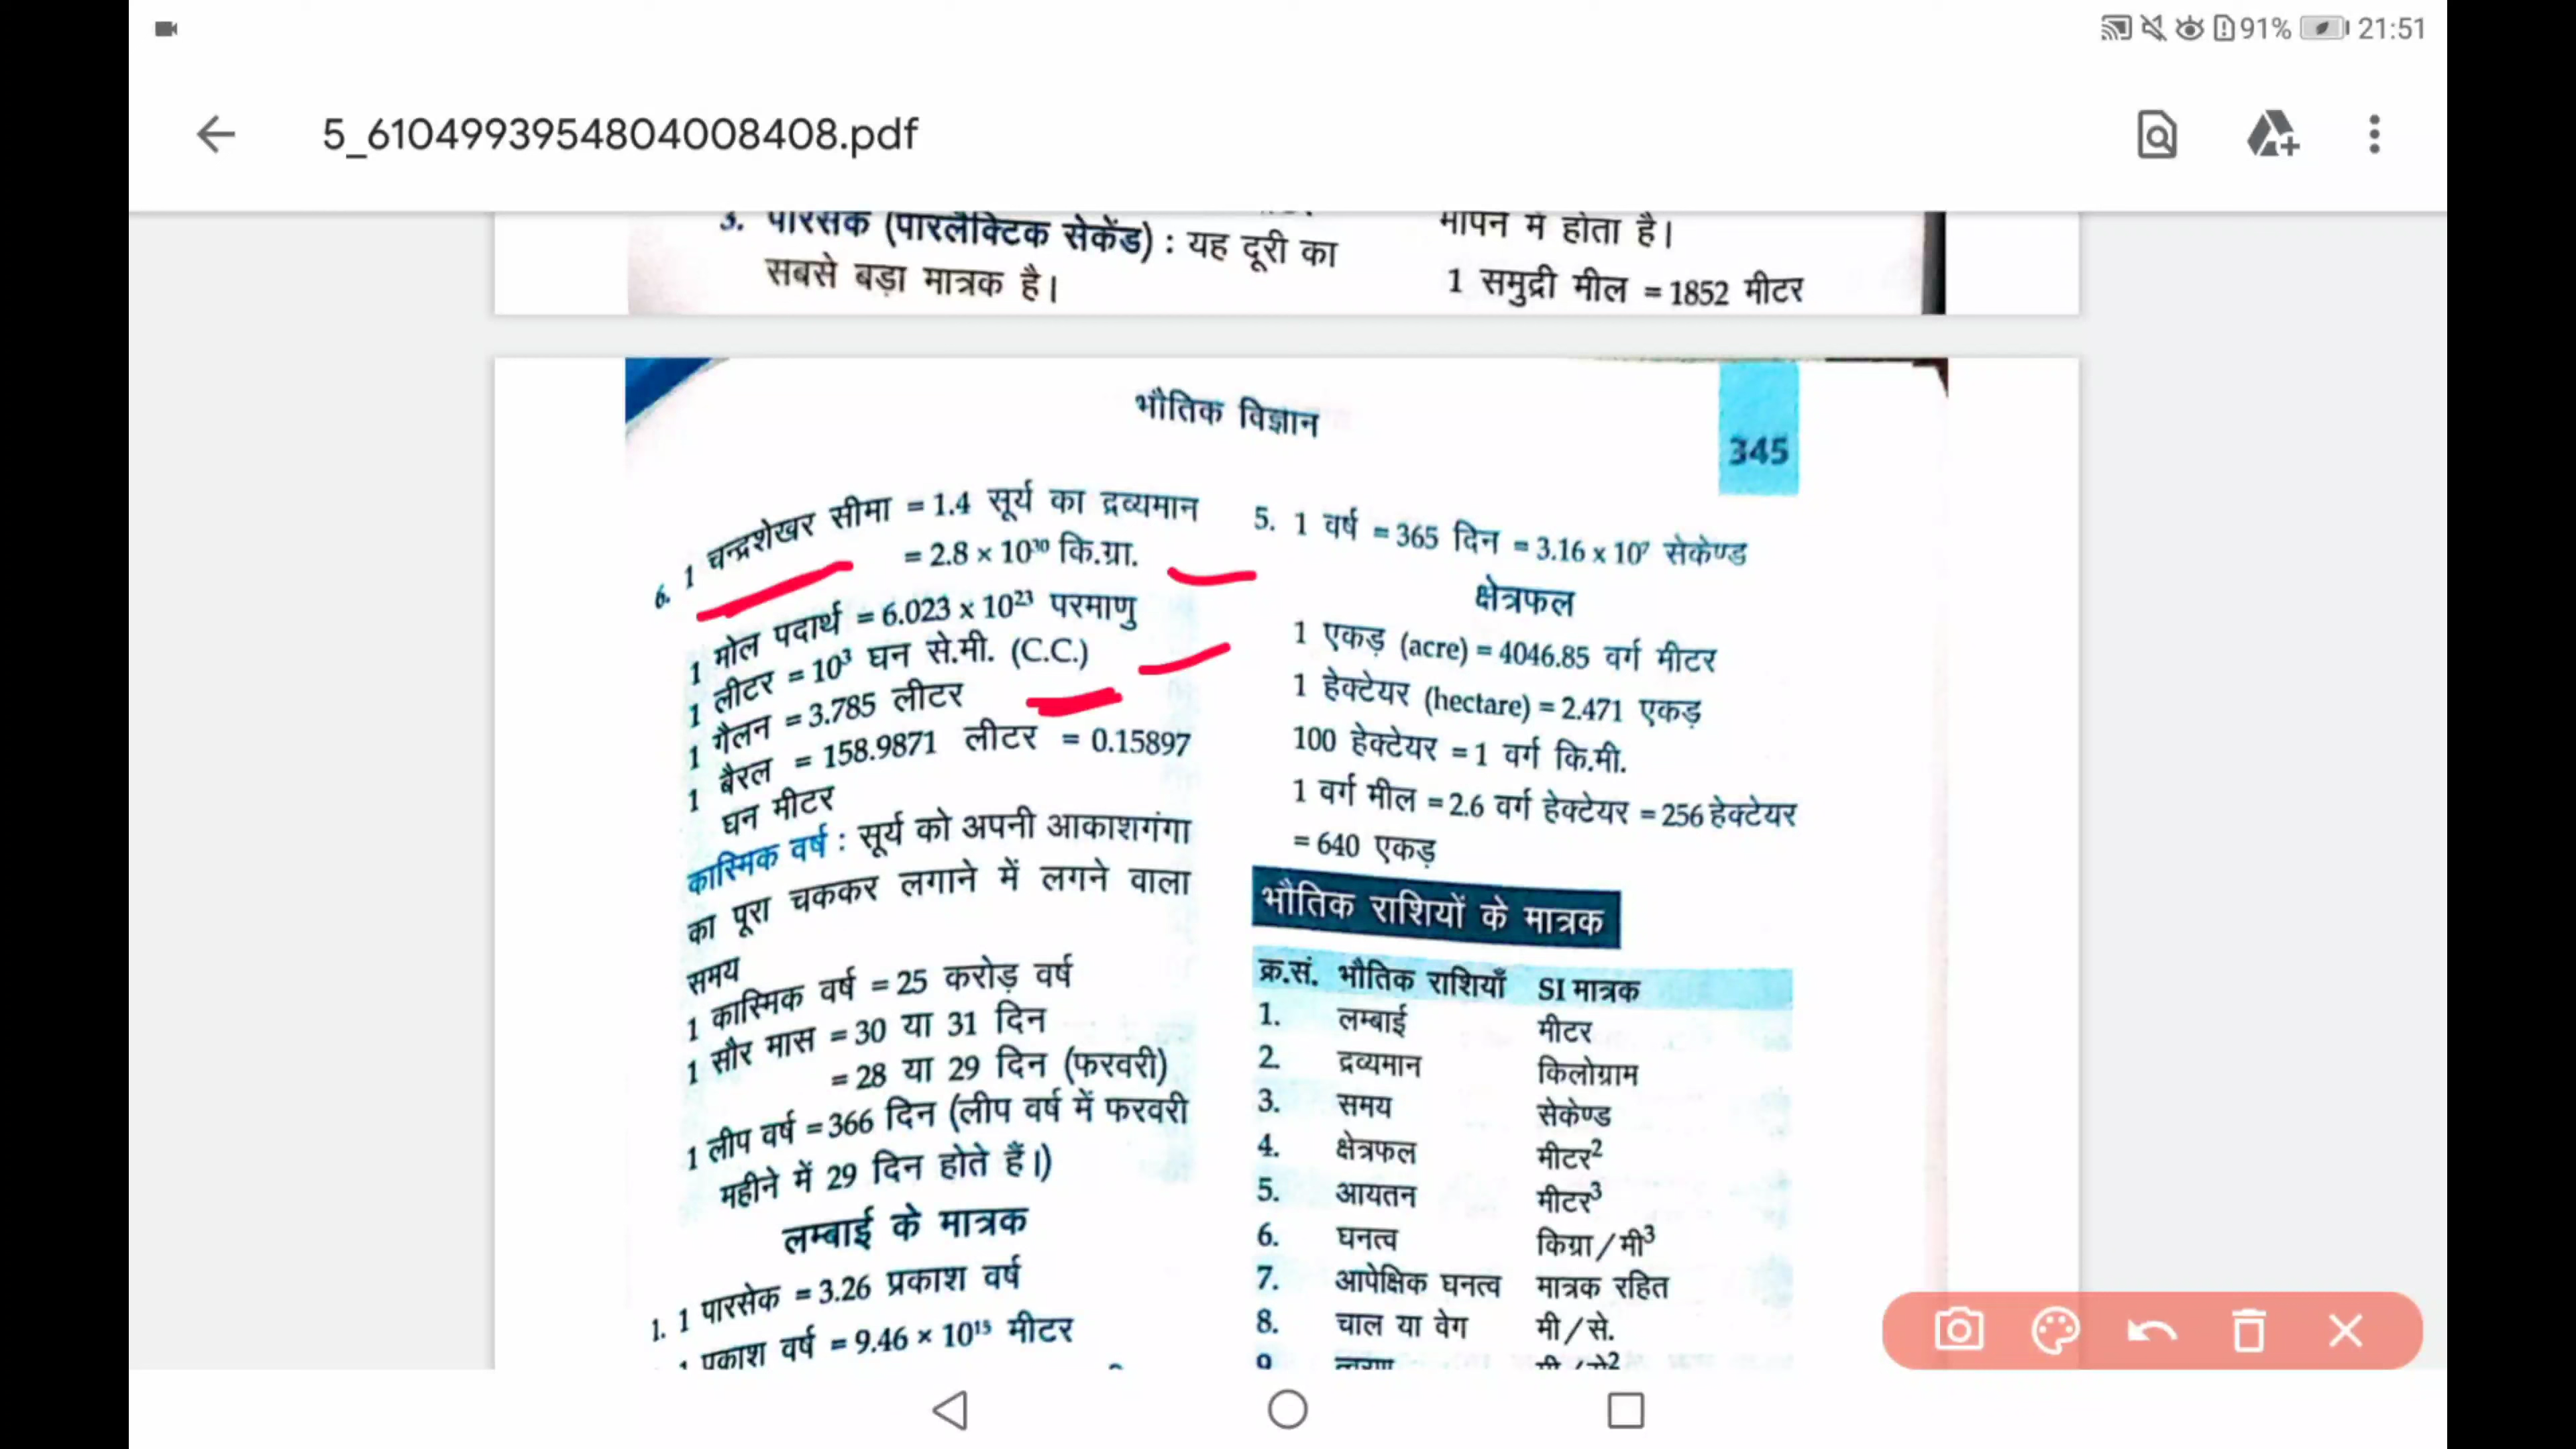 91% 21:51
5_6104993954804008408.pdf
3. पारसेक (पारलैक्टिक सेकेंड) : यह दूरी का
सबसे बड़ा मात्रक है।
मापन में होता है।
1 समुद्री मील = 1852 मीटर
भौतिक विज्ञान
345
6. 1 चन्द्रशेखर सीमा = 1.4 सूर्य का द्रव्यमान
= 2.8 × 10³⁰ कि.ग्रा.
1 मोल पदार्थ = 6.023 x 10²³ परमाणु
1 लीटर = 10³ घन से.मी. (C.C.)
1 गैलन = 3.785 लीटर
1 बैरल = 158.9871 लीटर = 0.15897
घन मीटर
कास्मिक वर्ष : सूर्य को अपनी आकाशगंगा
का पूरा चककर लगाने में लगने वाला
समय
1 कास्मिक वर्ष = 25 करोड़ वर्ष
1 सौर मास = 30 या 31 दिन
= 28 या 29 दिन (फरवरी)
1 लीप वर्ष = 366 दिन (लीप वर्ष में फरवरी
महीने में 29 दिन होते हैं।)
लम्बाई के मात्रक
1. 1 पारसेक = 3.26 प्रकाश वर्ष
1 प्रकाश वर्ष = 9.46 × 10¹⁵ मीटर
5. 1 वर्ष = 365 दिन = 3.16 x 10⁷ सेकेण्ड
क्षेत्रफल
1 एकड़ (acre) = 4046.85 वर्ग मीटर
1 हेक्टेयर (hectare) = 2.471 एकड़
100 हेक्टेयर = 1 वर्ग कि.मी.
1 वर्ग मील = 2.6 वर्ग हेक्टेयर = 256 हेक्टेयर
= 640 एकड़
भौतिक राशियों के मात्रक
क्र.सं. भौतिक राशियाँ SI मात्रक
1. लम्बाई मीटर
2. द्रव्यमान किलोग्राम
3. समय सेकेण्ड
4. क्षेत्रफल मीटर²
5. आयतन मीटर³
6. घनत्व किग्रा/मी³
7. आपेक्षिक घनत्व मात्रक रहित
8. चाल या वेग मी/से.